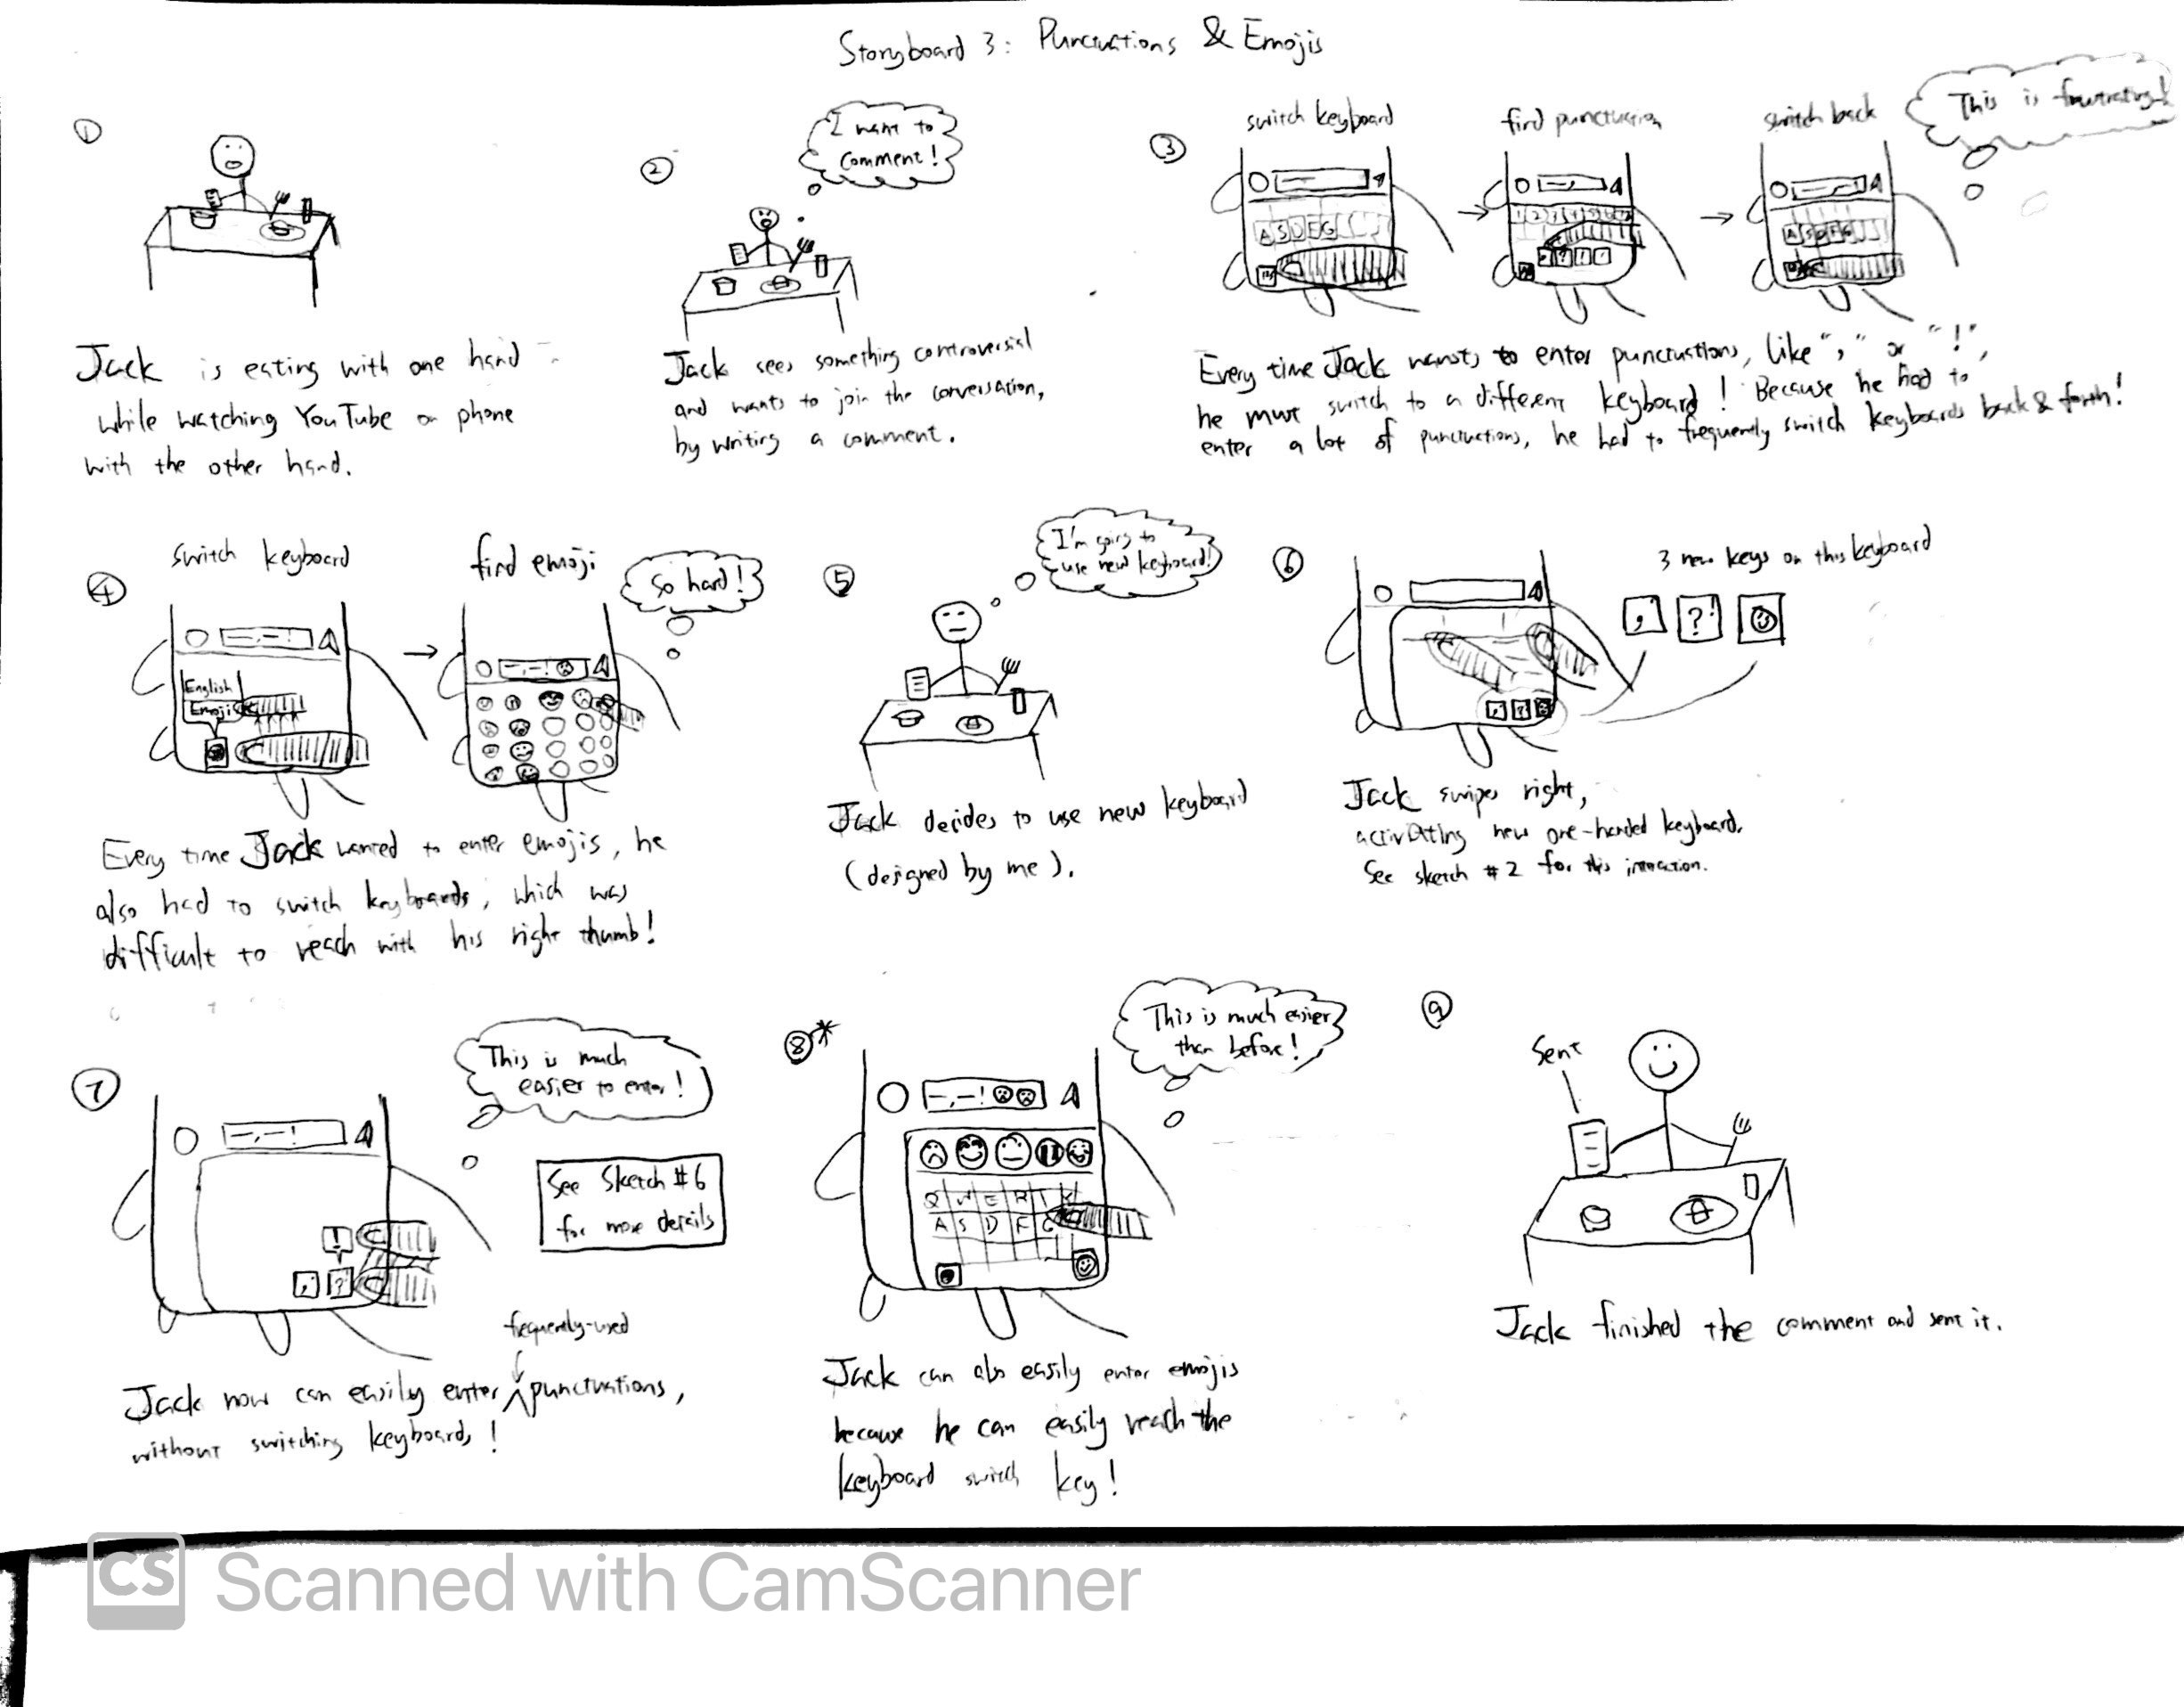 Storyboard 3: Punctuations & Emojis
①
Jack is eating with one hand
while watching YouTube on phone
with the other hand.
②
I want to
comment!
Jack sees something controversial
and wants to join the conversation,
by writing a comment.
③
switch keyboard
find punctuation
switch back
This is frustrating!
A S D F G
Every time Jack wants to enter punctuations, like "," or "!",
he must switch to a different keyboard! Because he had to
enter a lot of punctuations, he had to frequently switch keyboards back & forth!
④
switch keyboard
find emoji
So hard!
English
Emoji
Every time Jack wanted to enter emojis, he
also had to switch keyboards, which was
difficult to reach with his right thumb!
⑤
I'm going to
use new keyboard!
Jack decides to use new keyboard
(designed by me).
⑥
3 new keys on this keyboard
, ?! ☺
Jack swipes right,
activating new one-handed keyboard.
See sketch #2 for this interaction.
⑦
This is much
easier to enter!
See Sketch #6
for more details
!
, ?
frequently-used
Jack now can easily enter ^ punctuations,
without switching keyboards!
⑧*
This is much easier
than before!
Q W E R T
A S D F G
Jack can also easily enter emojis
because he can easily reach the
keyboard switch key!
⑨
Sent
Jack finished the comment and sent it.
CS Scanned with CamScanner